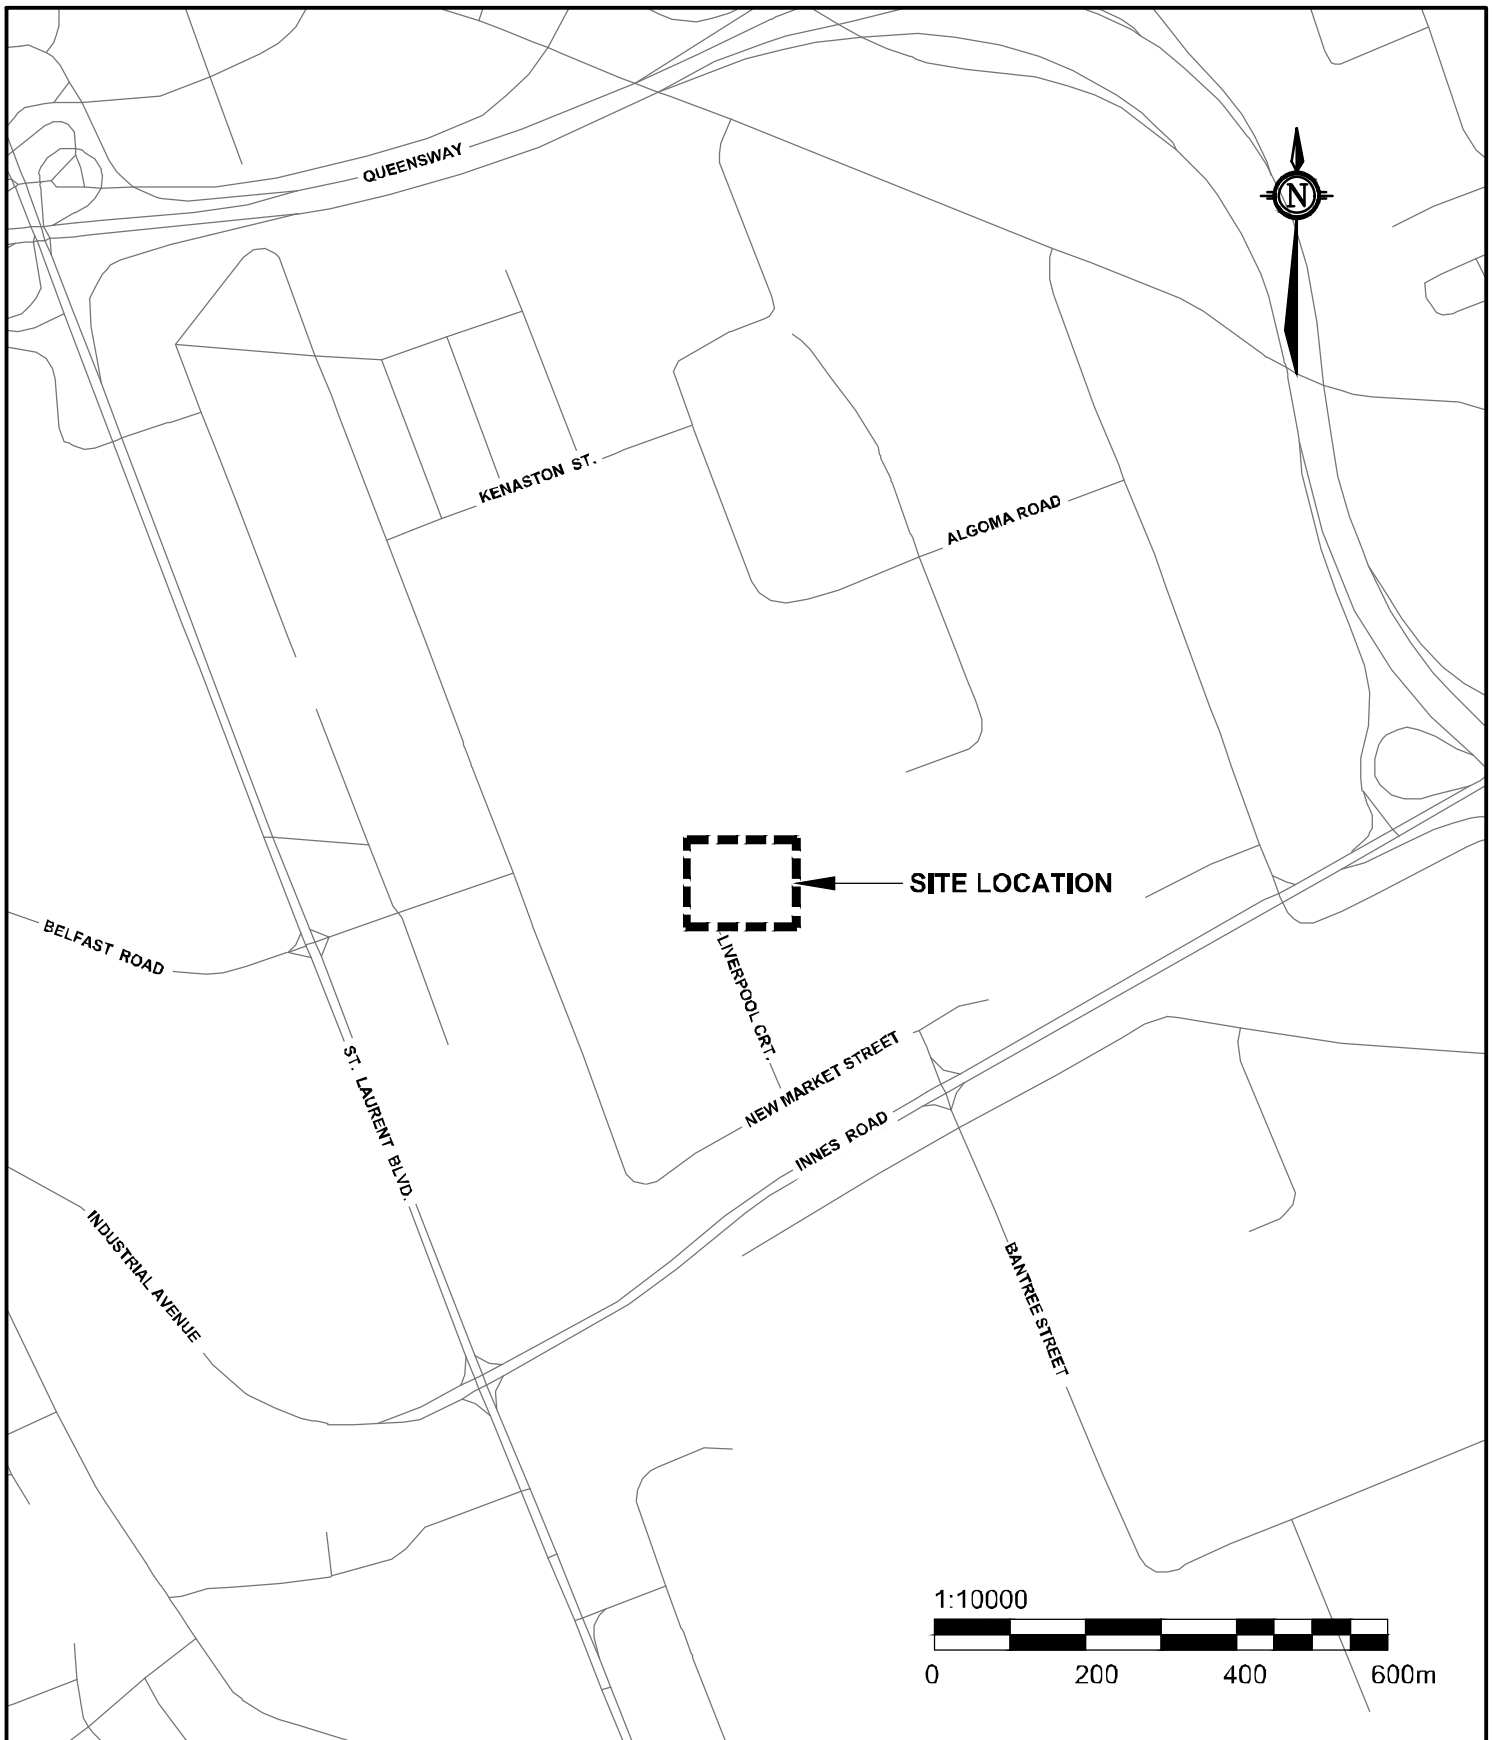 QUEENSWAY
N
KENASTON ST.
ALGOMA ROAD
SITE LOCATION
BELFAST ROAD
LIVERPOOL CRT.
NEW MARKET STREET
ST. LAURENT BLVD.
INNES ROAD
INDUSTRIAL AVENUE
BANTREE STREET
1:10000
0 200 400 600m